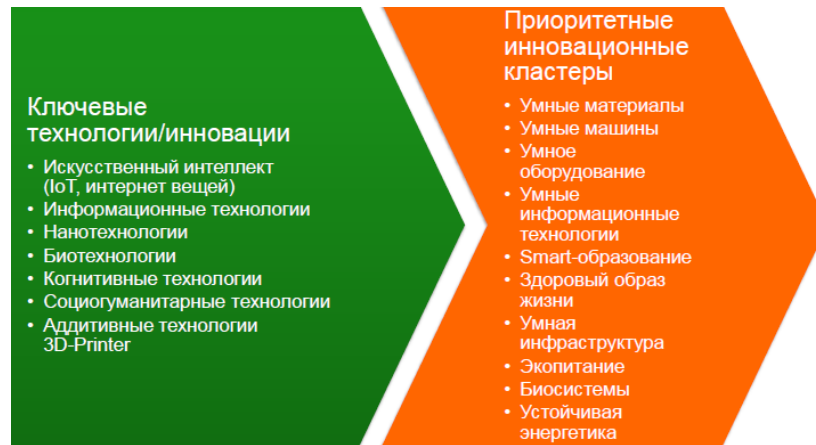 Ключевые
технологии/инновации
• Искусственный интеллект
(IoT, интернет вещей)
• Информационные технологии
• Нанотехнологии
• Биотехнологии
• Когнитивные технологии
• Социогуманитарные технологии
• Аддитивные технологии
3D-Printer
Приоритетные
инновационные
кластеры
• Умные материалы
• Умные машины
• Умное
оборудование
• Умные
информационные
технологии
• Smart-образование
• Здоровый образ
жизни
• Умная
инфраструктура
• Экопитание
• Биосистемы
• Устойчивая
энергетика